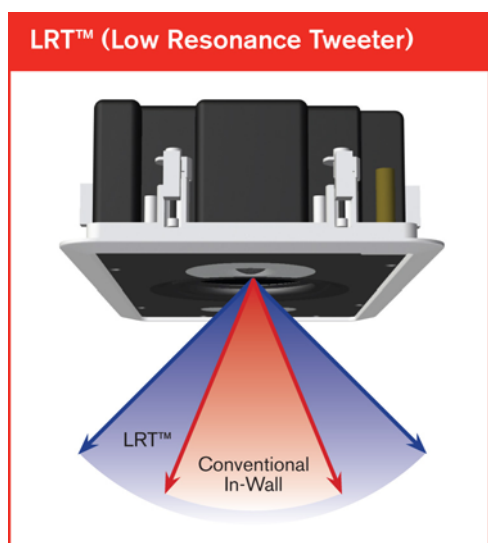 LRT™ (Low Resonance Tweeter)
LRT™
Conventional
In-Wall